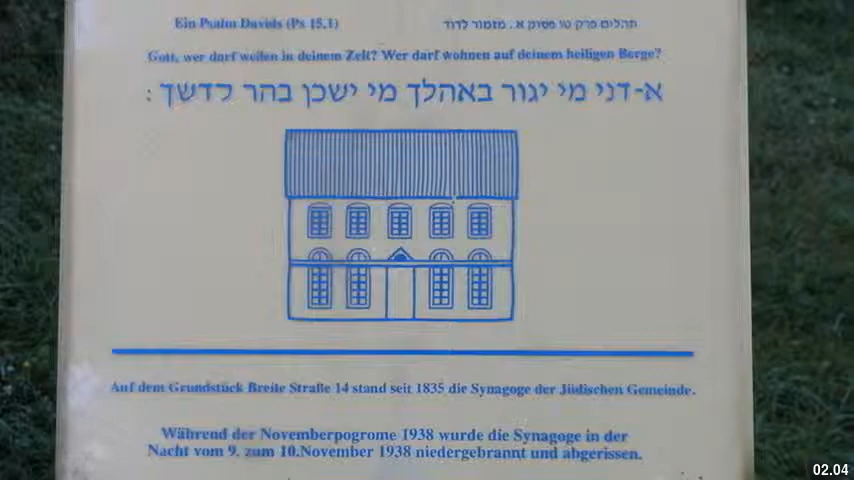 Ein Psalm Davids (Ps 15.1)
תהלים פרק טו פסוק א. מזמור לדוד
Gott, wer darf weilen in deinem Zelt? Wer darf wohnen auf deinem heiligen Berge?
א-דני מי יגור באהלך מי ישכן בהר קדשך :
Auf dem Grundstück Breite Straße 14 stand seit 1835 die Synagoge der Jüdischen Gemeinde.
Während der Novemberpogrome 1938 wurde die Synagoge in der
Nacht vom 9. zum 10.November 1938 niedergebrannt und abgerissen.
02.04